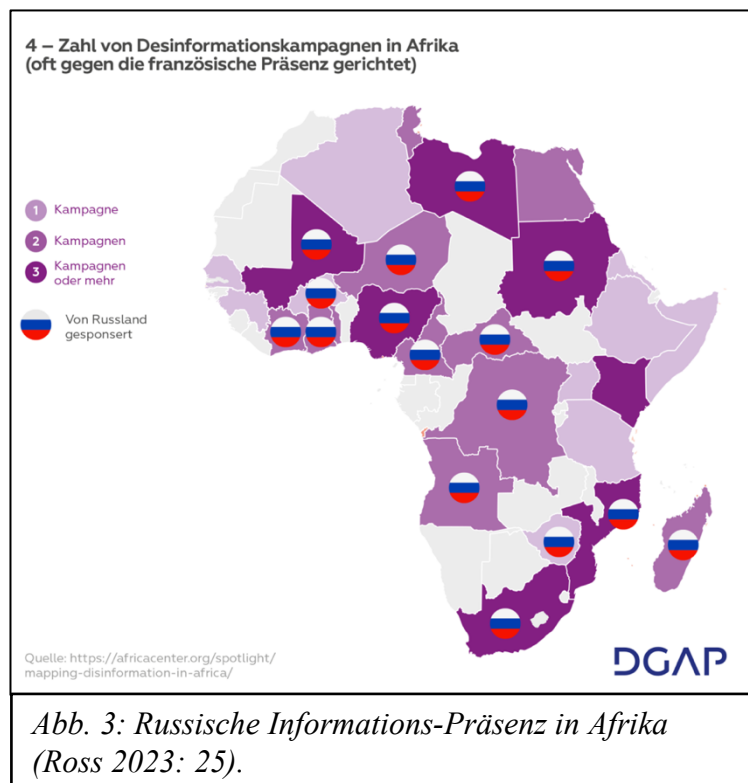 4 – Zahl von Desinformationskampagnen in Afrika
(oft gegen die französische Präsenz gerichtet)
1 Kampagne
2 Kampagnen
3 Kampagnen
oder mehr
Von Russland
gesponsert
Quelle: https://africacenter.org/spotlight/
mapping-disinformation-in-africa/
DGAP
Abb. 3: Russische Informations-Präsenz in Afrika
(Ross 2023: 25).